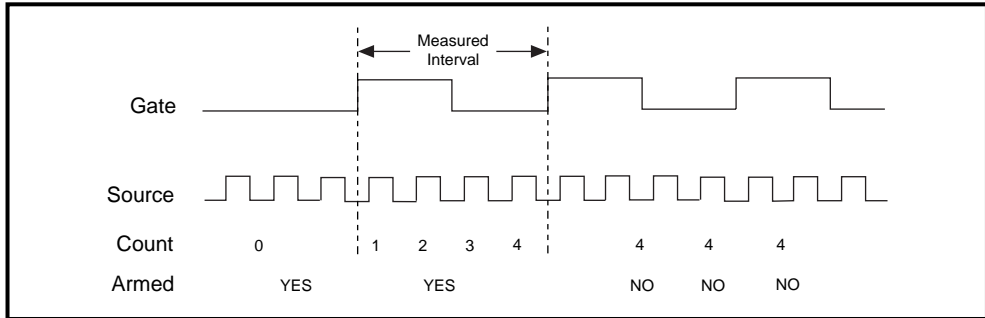 Measured
Interval
Gate
Source
Count 0 1 2 3 4 4 4 4
Armed YES YES NO NO NO